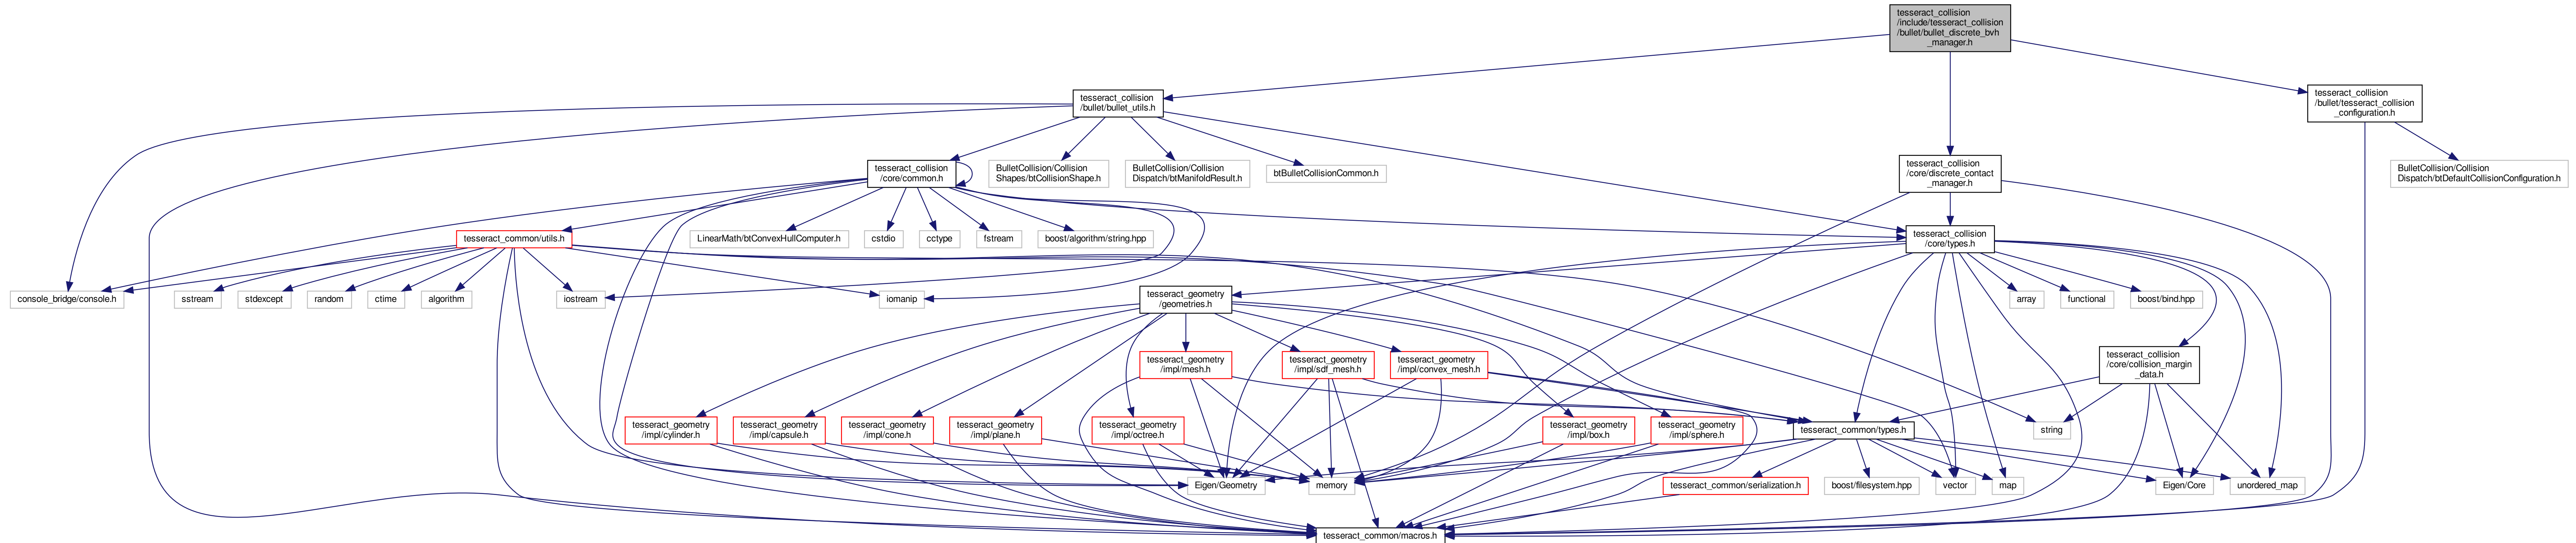 tesseract_collision
/include/tesseract_collision
/bullet/bullet_discrete_bvh
_manager.h
tesseract_collision
/bullet/bullet_utils.h
tesseract_collision
/bullet/tesseract_collision
_configuration.h
tesseract_collision
/core/common.h
BulletCollision/Collision
Shapes/btCollisionShape.h
BulletCollision/Collision
Dispatch/btManifoldResult.h
btBulletCollisionCommon.h
tesseract_collision
/core/discrete_contact
_manager.h
BulletCollision/Collision
Dispatch/btDefaultCollisionConfiguration.h
tesseract_common/utils.h
LinearMath/btConvexHullComputer.h
cstdio
cctype
fstream
boost/algorithm/string.hpp
tesseract_collision
/core/types.h
console_bridge/console.h
sstream
stdexcept
random
ctime
algorithm
iostream
iomanip
tesseract_geometry
/geometries.h
array
functional
boost/bind.hpp
tesseract_geometry
/impl/mesh.h
tesseract_geometry
/impl/sdf_mesh.h
tesseract_geometry
/impl/convex_mesh.h
tesseract_collision
/core/collision_margin
_data.h
tesseract_geometry
/impl/cylinder.h
tesseract_geometry
/impl/capsule.h
tesseract_geometry
/impl/cone.h
tesseract_geometry
/impl/plane.h
tesseract_geometry
/impl/octree.h
tesseract_geometry
/impl/box.h
tesseract_geometry
/impl/sphere.h
tesseract_common/types.h
string
Eigen/Geometry
memory
tesseract_common/serialization.h
boost/filesystem.hpp
vector
map
Eigen/Core
unordered_map
tesseract_common/macros.h